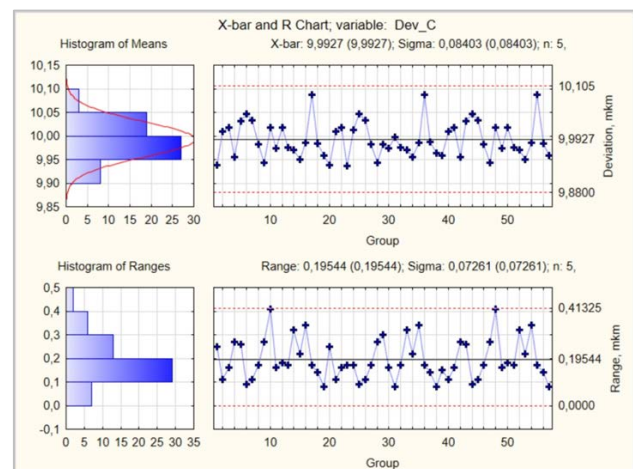 X-bar and R Chart; variable: Dev_C
Histogram of Means
X-bar: 9,9927 (9,9927); Sigma: 0,08403 (0,08403); n: 5,
10,15
10,10
10,05
10,00
9,95
9,90
9,85
0 5 10 15 20 25 30
10,105
9,9927
9,8800
Deviation, mkm
10 20 30 40 50
Group
Histogram of Ranges
Range: 0,19544 (0,19544); Sigma: 0,07261 (0,07261); n: 5,
0,5
0,4
0,3
0,2
0,1
0,0
-0,1
0 5 10 15 20 25 30 35
0,41325
0,19544
0,0000
Range, mkm
10 20 30 40 50
Group